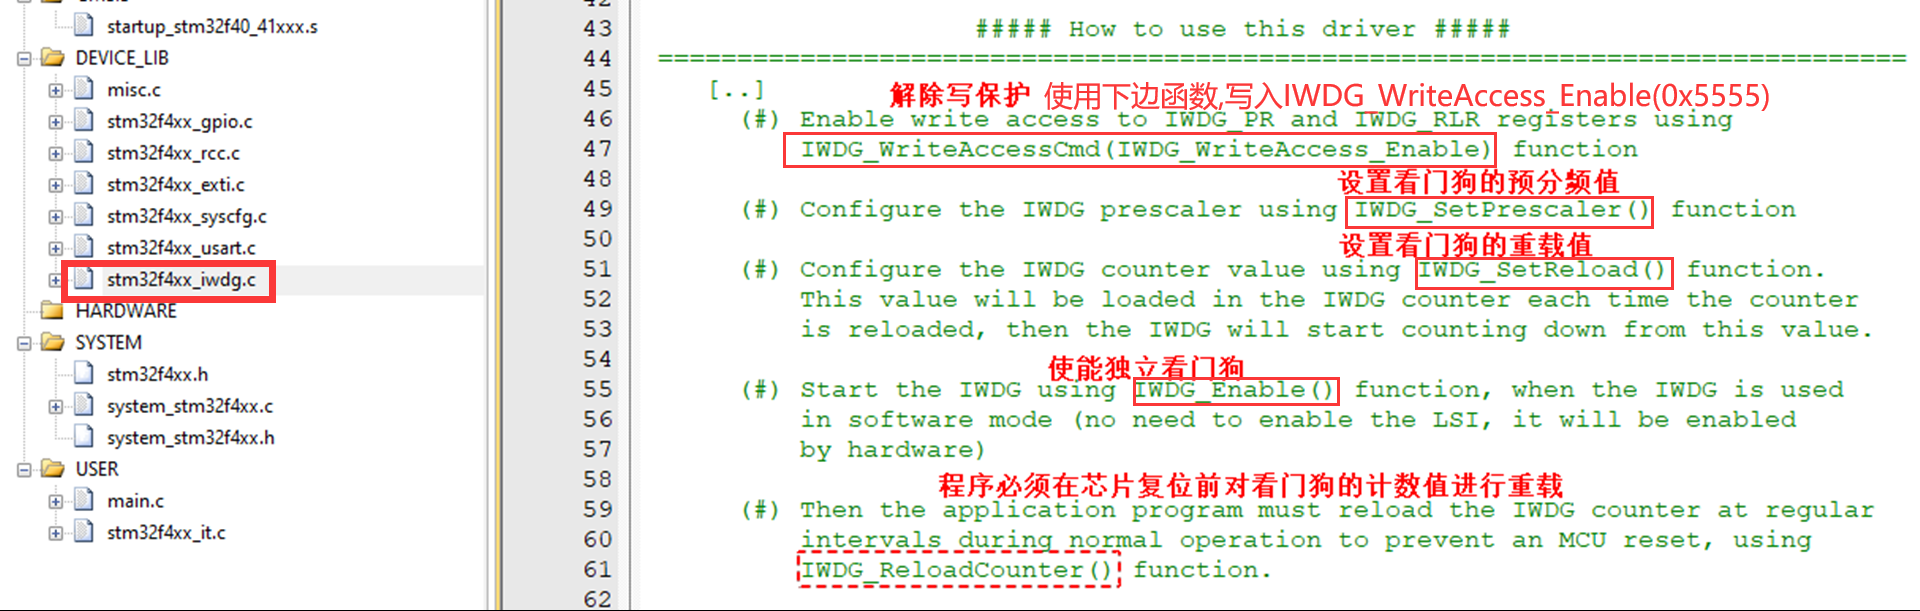 startup_stm32f40_41xxx.s
DEVICE_LIB
misc.c
stm32f4xx_gpio.c
stm32f4xx_rcc.c
stm32f4xx_exti.c
stm32f4xx_syscfg.c
stm32f4xx_usart.c
stm32f4xx_iwdg.c
HARDWARE
SYSTEM
stm32f4xx.h
system_stm32f4xx.c
system_stm32f4xx.h
USER
main.c
stm32f4xx_it.c
42
43 ##### How to use this driver #####
44 ===============================================================================
45 [..]
解除写保护 使用下边函数,写入IWDG_WriteAccess_Enable(0x5555)
46 (#) Enable write access to IWDG_PR and IWDG_RLR registers using
47 IWDG_WriteAccessCmd(IWDG_WriteAccess_Enable) function
48
设置看门狗的预分频值
49 (#) Configure the IWDG prescaler using IWDG_SetPrescaler() function
50
设置看门狗的重载值
51 (#) Configure the IWDG counter value using IWDG_SetReload() function.
52 This value will be loaded in the IWDG counter each time the counter
53 is reloaded, then the IWDG will start counting down from this value.
54
使能独立看门狗
55 (#) Start the IWDG using IWDG_Enable() function, when the IWDG is used
56 in software mode (no need to enable the LSI, it will be enabled
57 by hardware)
58
程序必须在芯片复位前对看门狗的计数值进行重载
59 (#) Then the application program must reload the IWDG counter at regular
60 intervals during normal operation to prevent an MCU reset, using
61 IWDG_ReloadCounter() function.
62